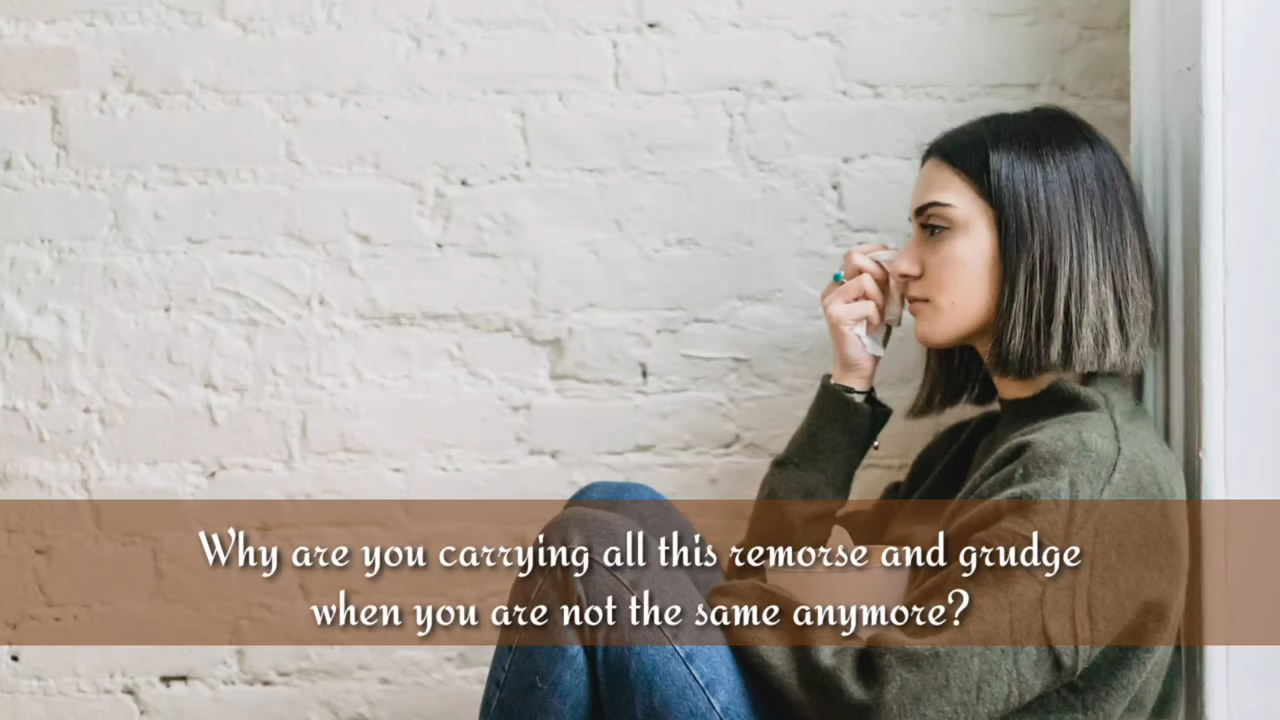 Why are you carrying all this remorse and grudge
when you are not the same anymore?